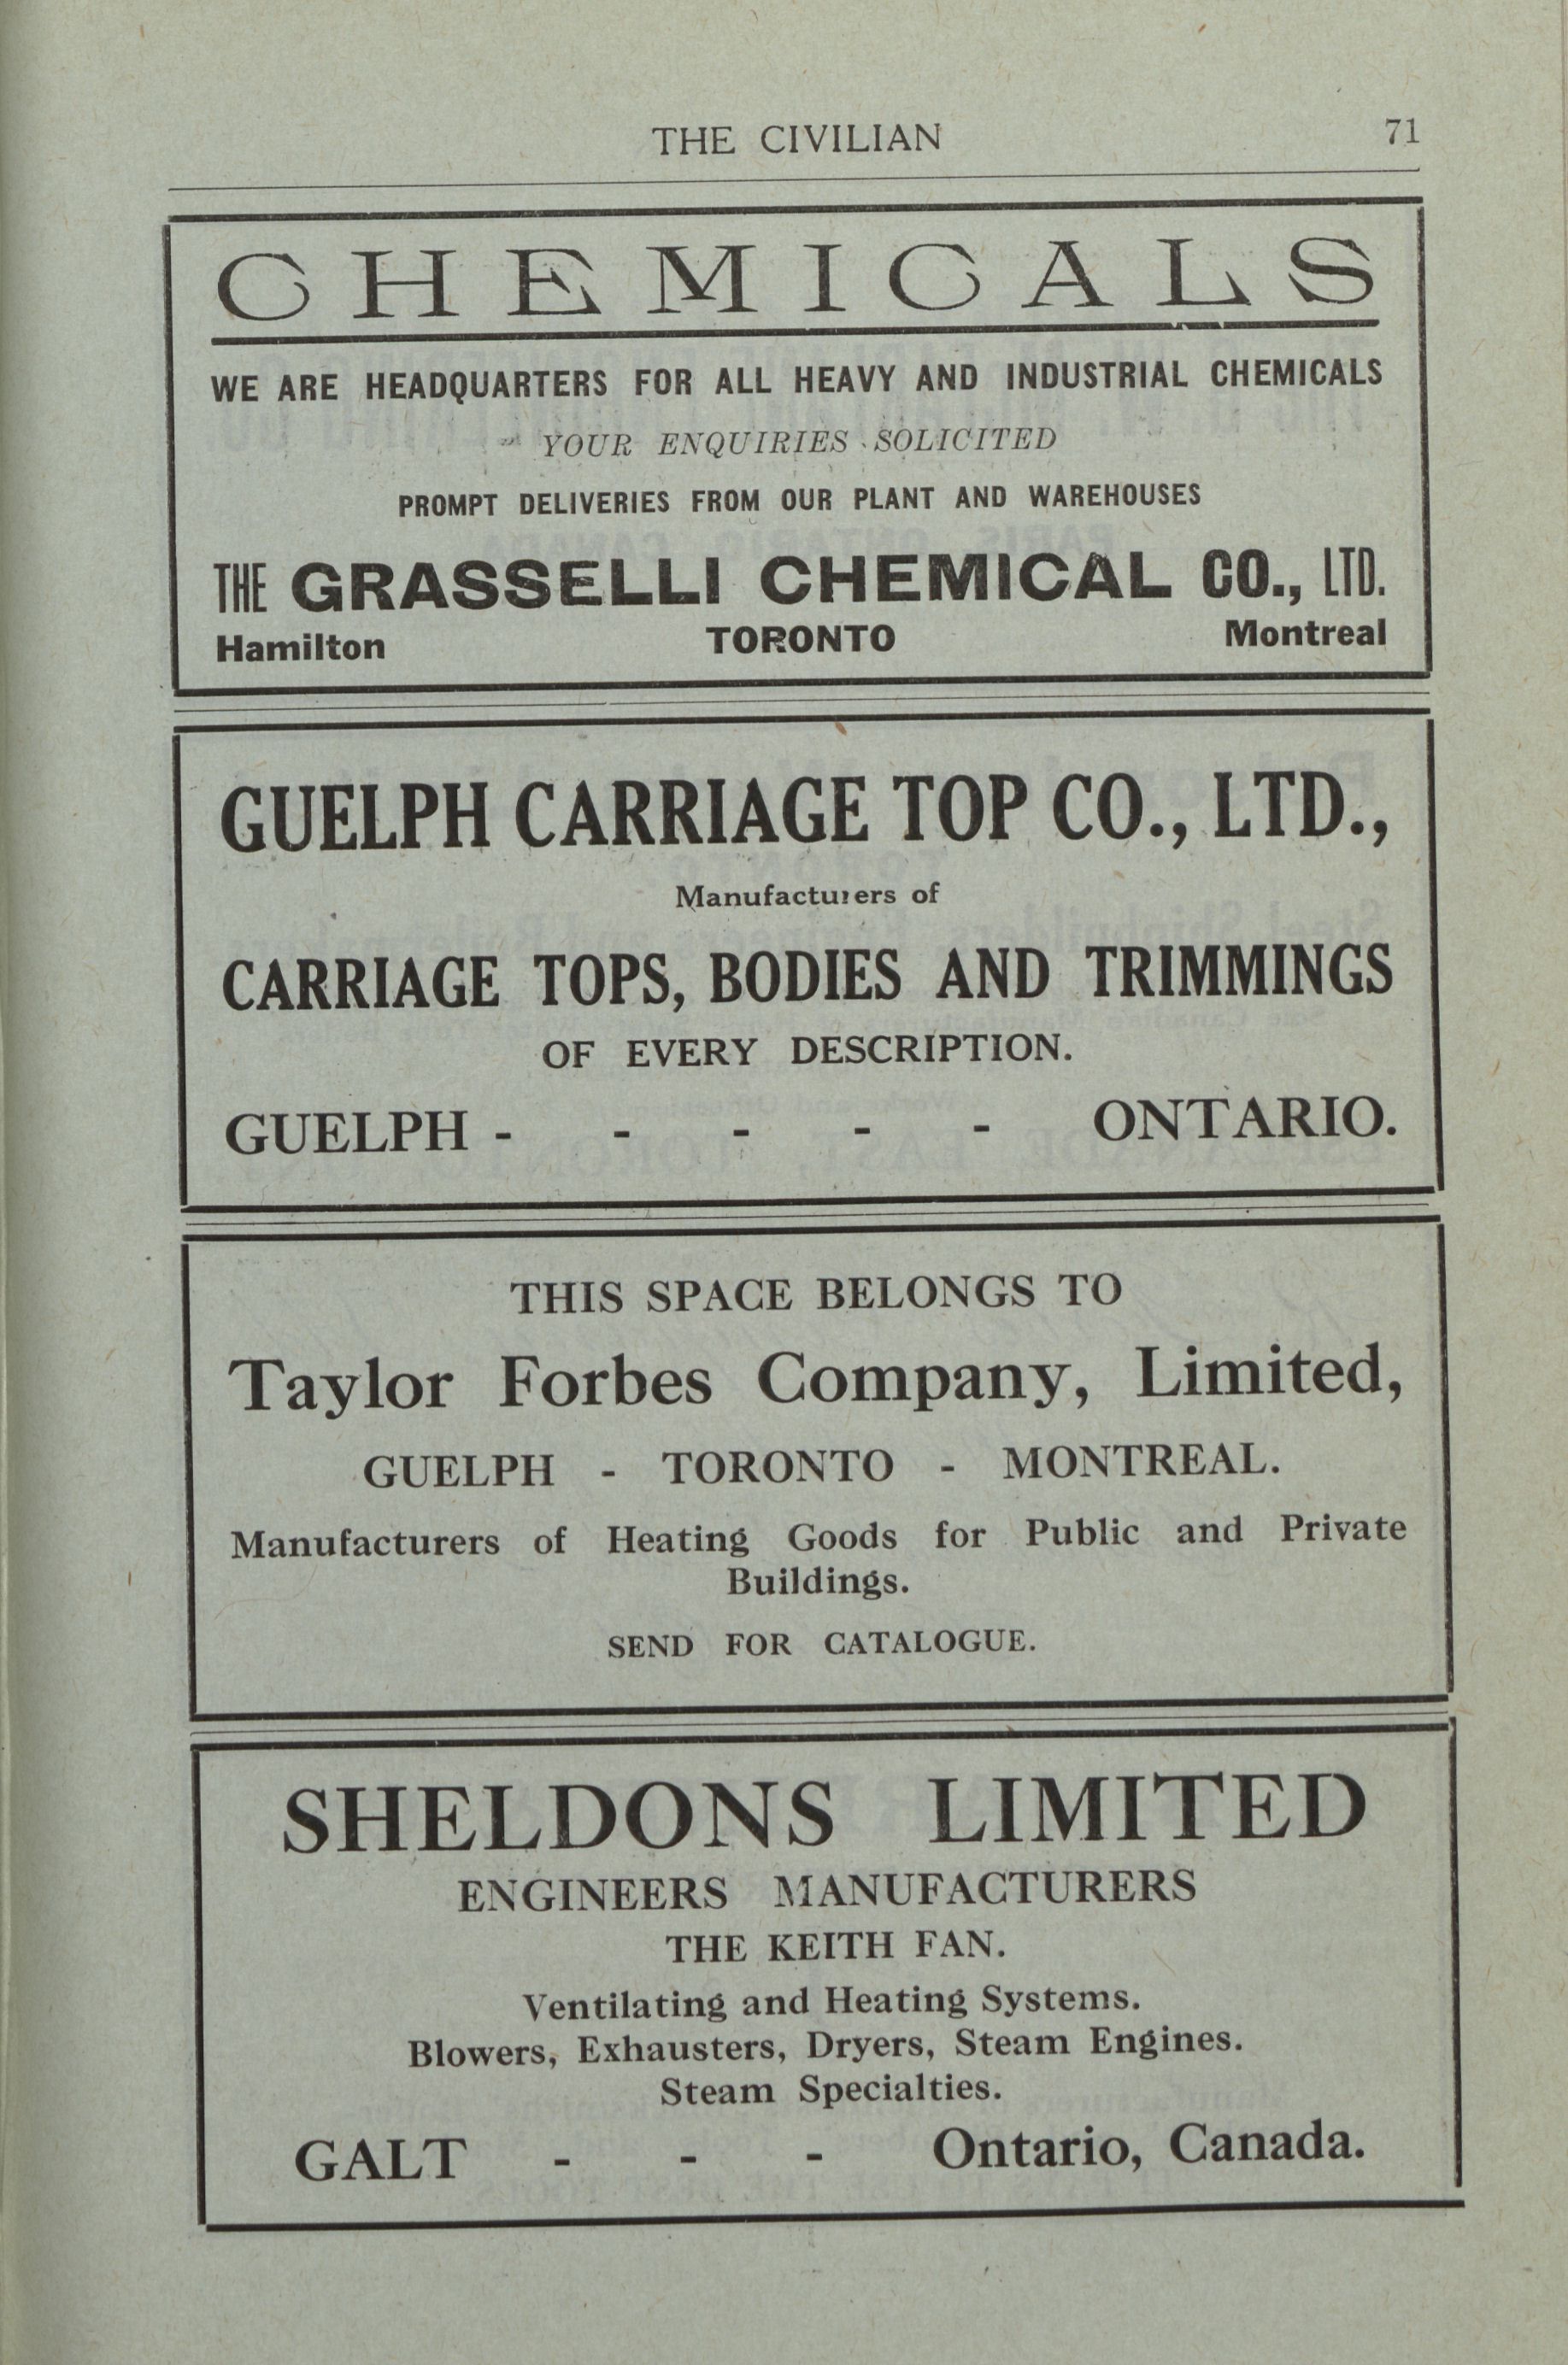 THE CIVILIAN 71
CHEMICALS
WE ARE HEADQUARTERS FOR ALL HEAVY AND INDUSTRIAL CHEMICALS
YOUR ENQUIRIES SOLICITED
PROMPT DELIVERIES FROM OUR PLANT AND WAREHOUSES
THE GRASSELLI CHEMICAL CO., LTD.
Hamilton TORONTO Montreal
GUELPH CARRIAGE TOP CO., LTD.,
Manufacturers of
CARRIAGE TOPS, BODIES AND TRIMMINGS
OF EVERY DESCRIPTION.
GUELPH - - - - - ONTARIO.
THIS SPACE BELONGS TO
Taylor Forbes Company, Limited,
GUELPH - TORONTO - MONTREAL.
Manufacturers of Heating Goods for Public and Private
Buildings.
SEND FOR CATALOGUE.
SHELDONS LIMITED
ENGINEERS MANUFACTURERS
THE KEITH FAN.
Ventilating and Heating Systems.
Blowers, Exhausters, Dryers, Steam Engines.
Steam Specialties.
GALT - - - Ontario, Canada.